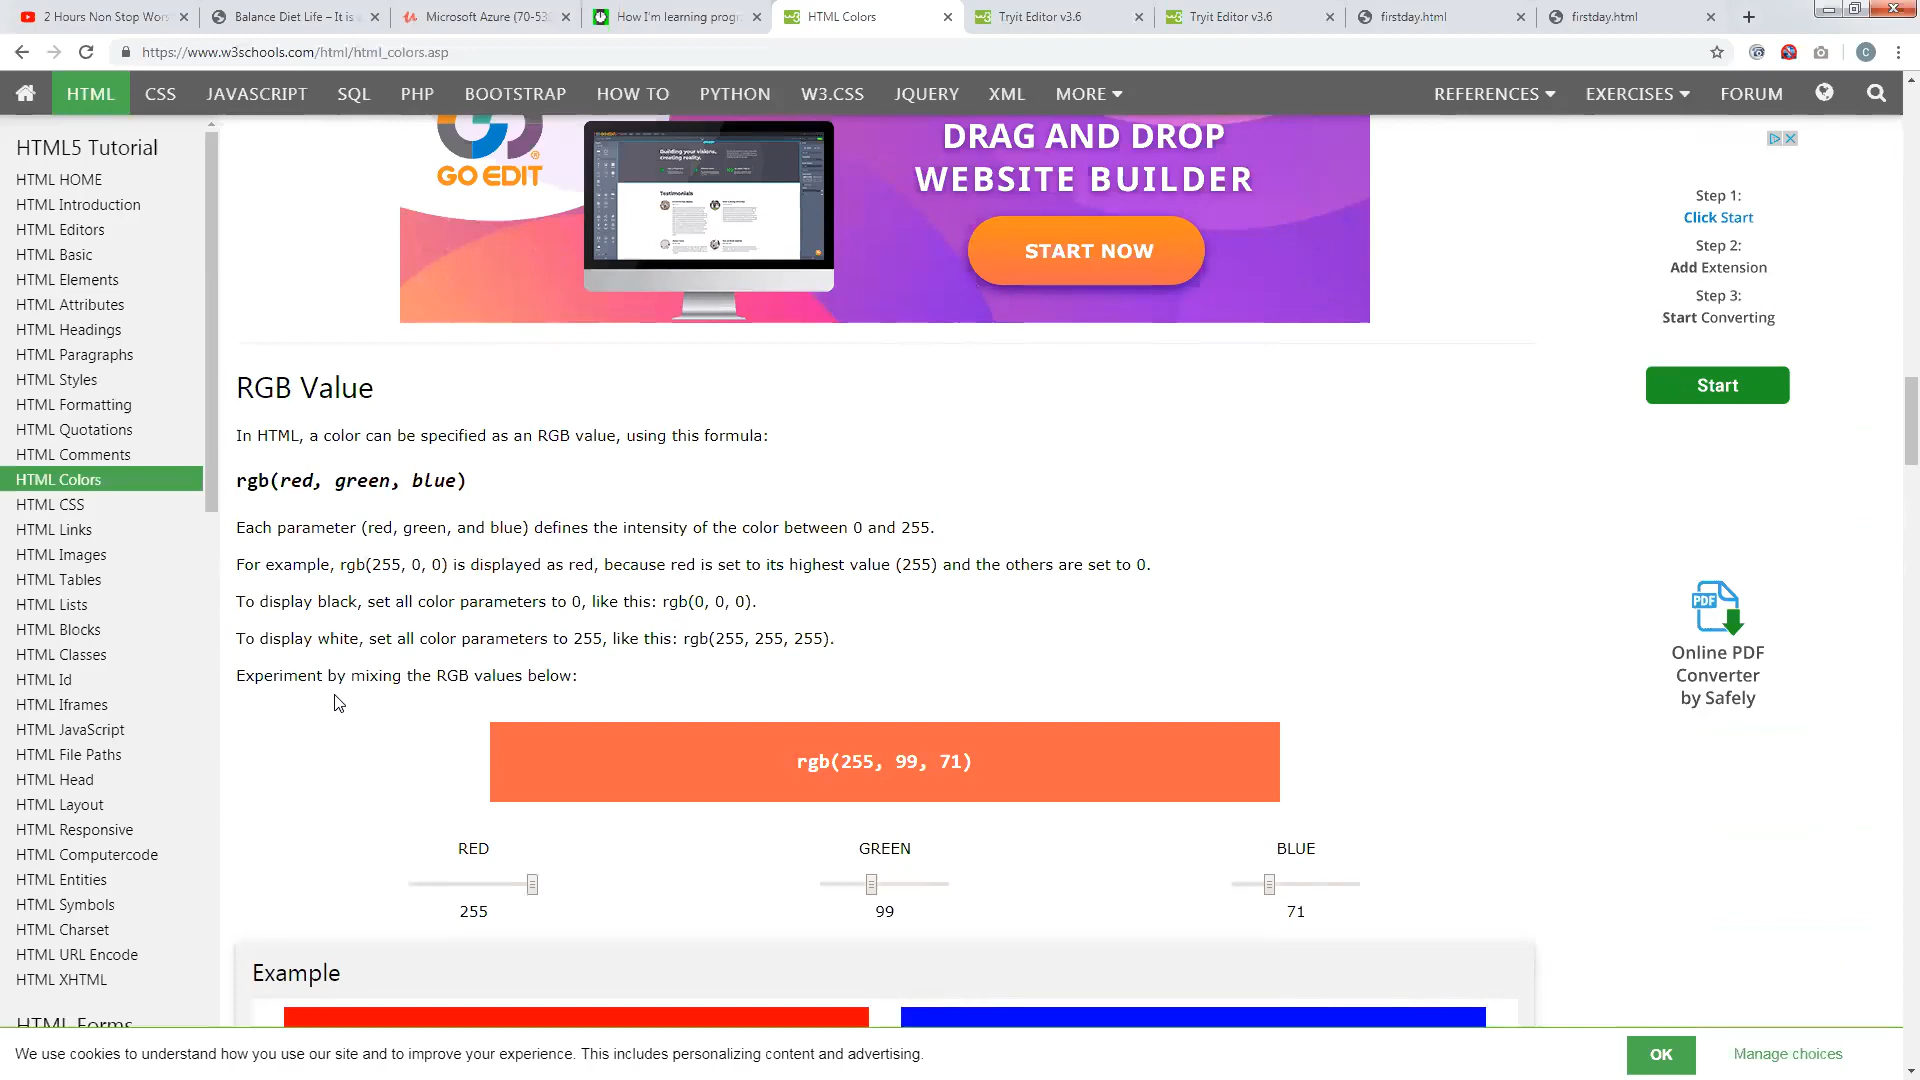 2 Hours Non Stop Wors
Balance Diet Life – It is
Microsoft Azure (70-53
How I'm learning progr
HTML Colors
Tryit Editor v3.6
Tryit Editor v3.6
firstday.html
firstday.html
https://www.w3schools.com/html/html_colors.asp
C
HTML CSS JAVASCRIPT SQL PHP BOOTSTRAP HOW TO PYTHON W3.CSS JQUERY XML MORE REFERENCES EXERCISES FORUM
HTML5 Tutorial
HTML HOME
HTML Introduction
HTML Editors
HTML Basic
HTML Elements
HTML Attributes
HTML Headings
HTML Paragraphs
HTML Styles
HTML Formatting
HTML Quotations
HTML Comments
HTML Colors
HTML CSS
HTML Links
HTML Images
HTML Tables
HTML Lists
HTML Blocks
HTML Classes
HTML Id
HTML Iframes
HTML JavaScript
HTML File Paths
HTML Head
HTML Layout
HTML Responsive
HTML Computercode
HTML Entities
HTML Symbols
HTML Charset
HTML URL Encode
HTML XHTML
HTML Forms
GO EDIT®
Building your visions,
creating reality.
Testimonials
DRAG AND DROP
WEBSITE BUILDER
START NOW
RGB Value
In HTML, a color can be specified as an RGB value, using this formula:
rgb(red, green, blue)
Each parameter (red, green, and blue) defines the intensity of the color between 0 and 255.
For example, rgb(255, 0, 0) is displayed as red, because red is set to its highest value (255) and the others are set to 0.
To display black, set all color parameters to 0, like this: rgb(0, 0, 0).
To display white, set all color parameters to 255, like this: rgb(255, 255, 255).
Experiment by mixing the RGB values below:
rgb(255, 99, 71)
RED GREEN BLUE
255 99 71
Example
Step 1:
Click Start
Step 2:
Add Extension
Step 3:
Start Converting
Start
PDF
Online PDF
Converter
by Safely
We use cookies to understand how you use our site and to improve your experience. This includes personalizing content and advertising.
OK
Manage choices